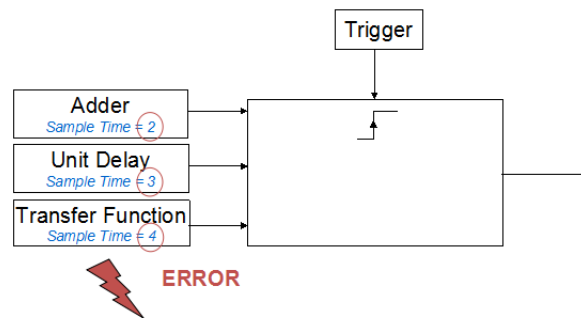 Trigger
Adder
Sample Time = 2
Unit Delay
Sample Time = 3
Transfer Function
Sample Time = 4
ERROR